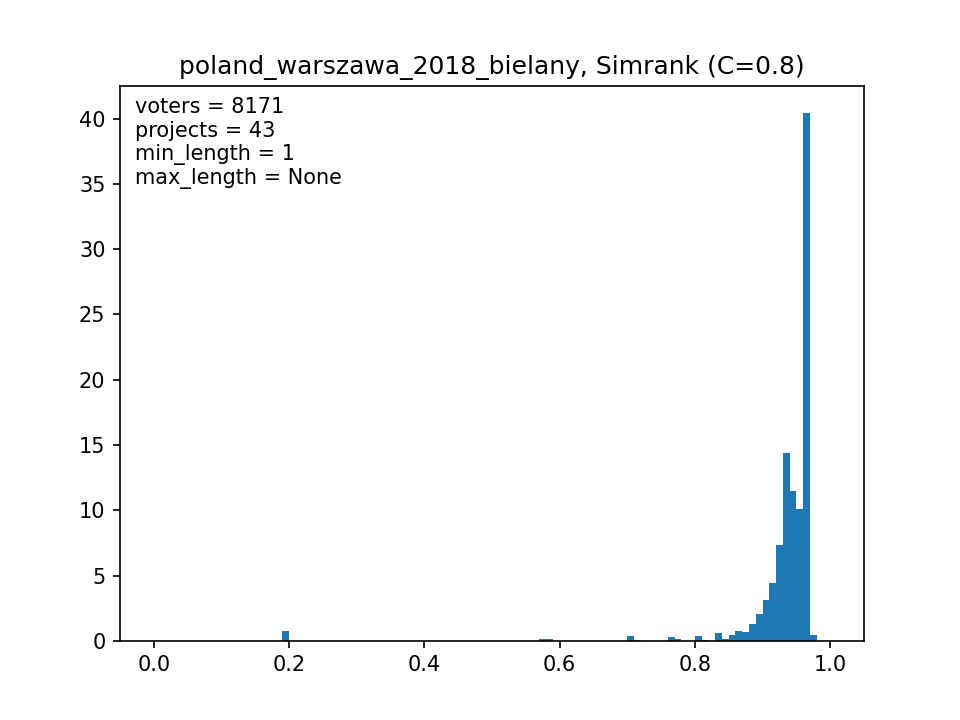 poland_warszawa_2018_bielany, Simrank (C=0.8)
voters = 8171
projects = 43
min_length = 1
max_length = None
40
35
30
25
20
15
10
5
0
0.0 0.2 0.4 0.6 0.8 1.0